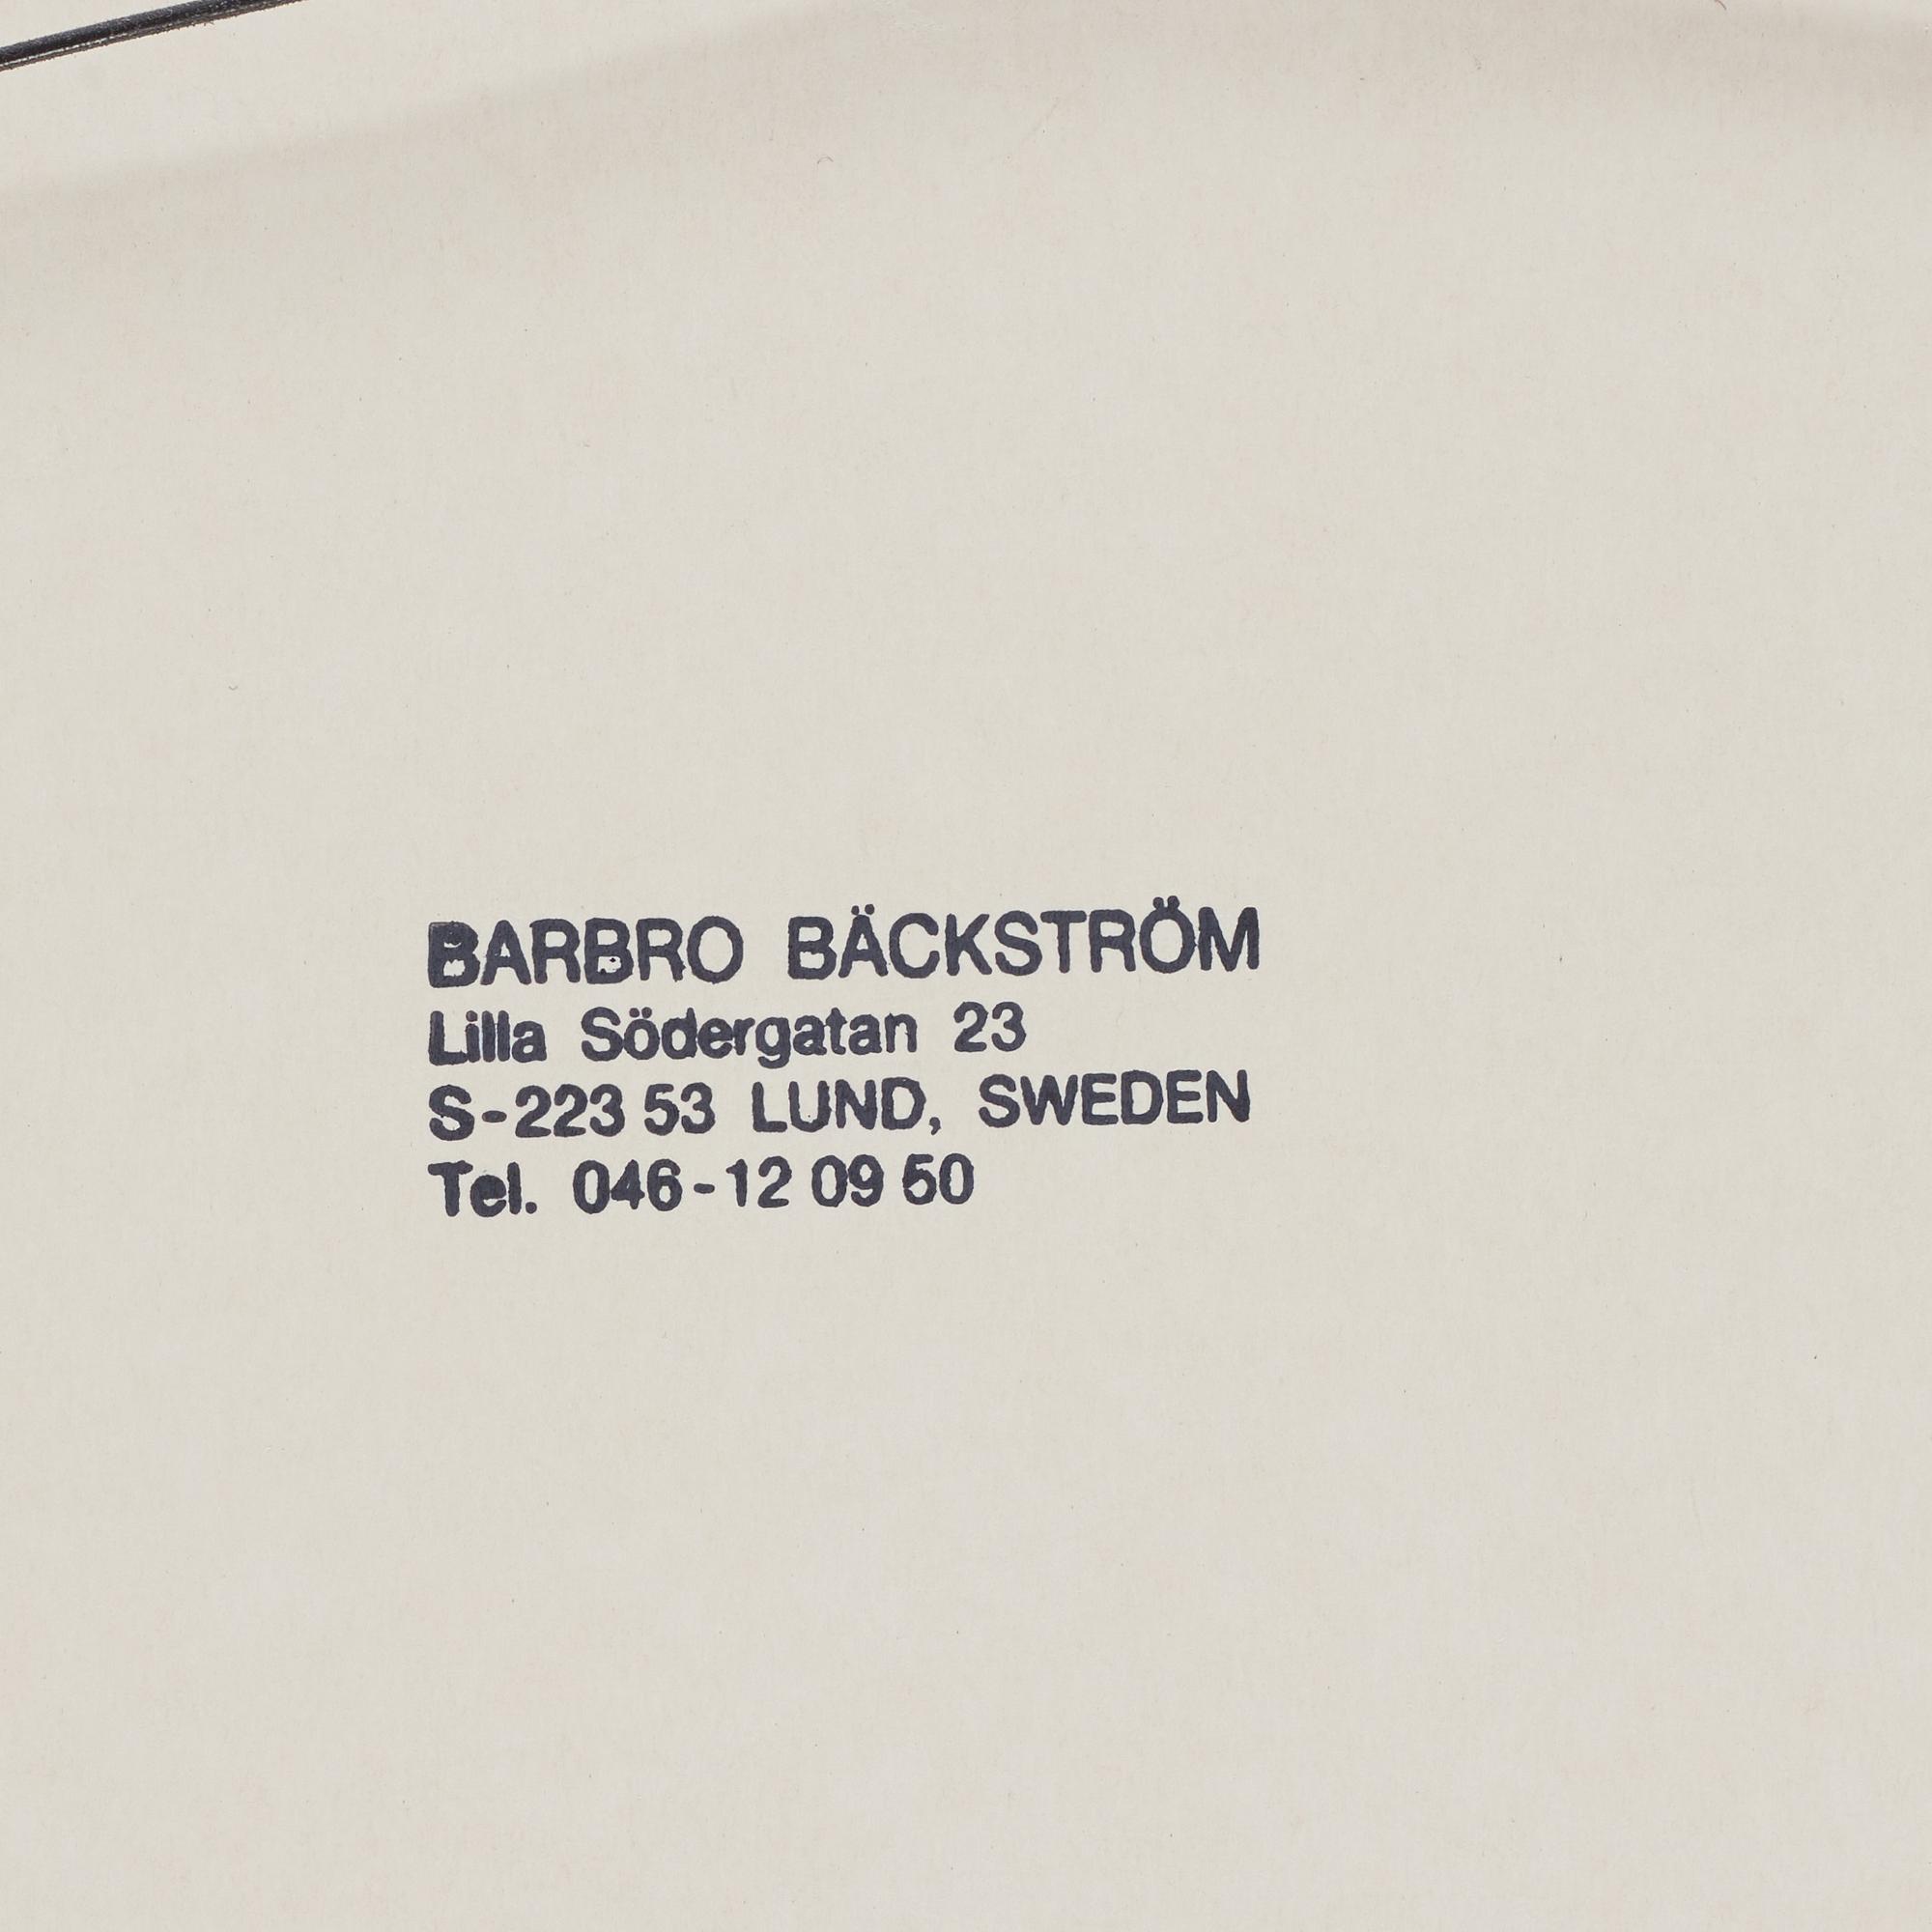 BARBRO BÄCKSTRÖM
Lilla Södergatan 23
S-223 53 LUND, SWEDEN
Tel. 046-12 09 50